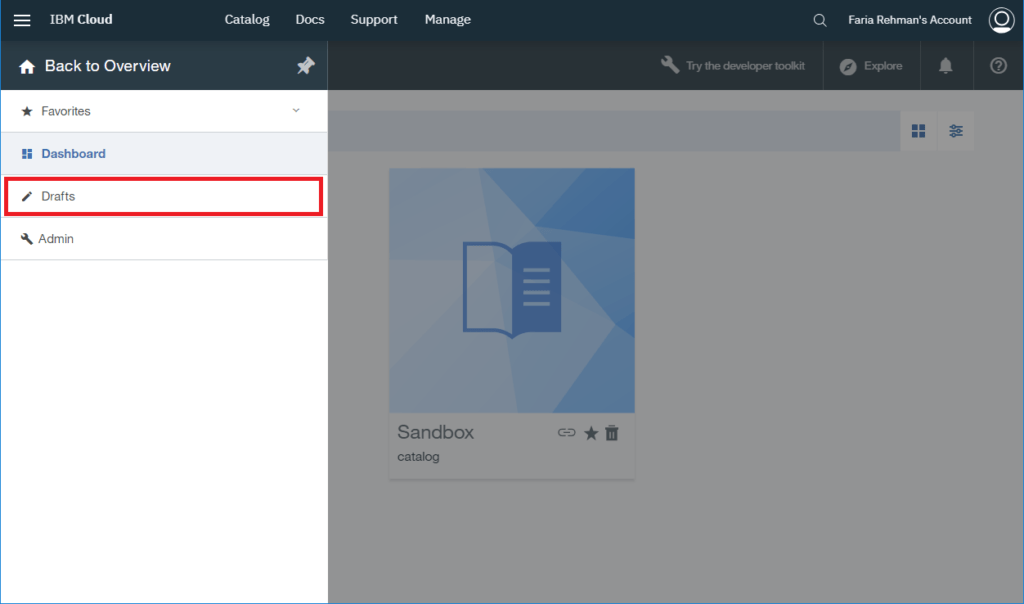 IBM Cloud Catalog Docs Support Manage Faria Rehman's Account
Back to Overview Try the developer toolkit Explore
Favorites
Dashboard
Drafts
Admin
Sandbox
catalog